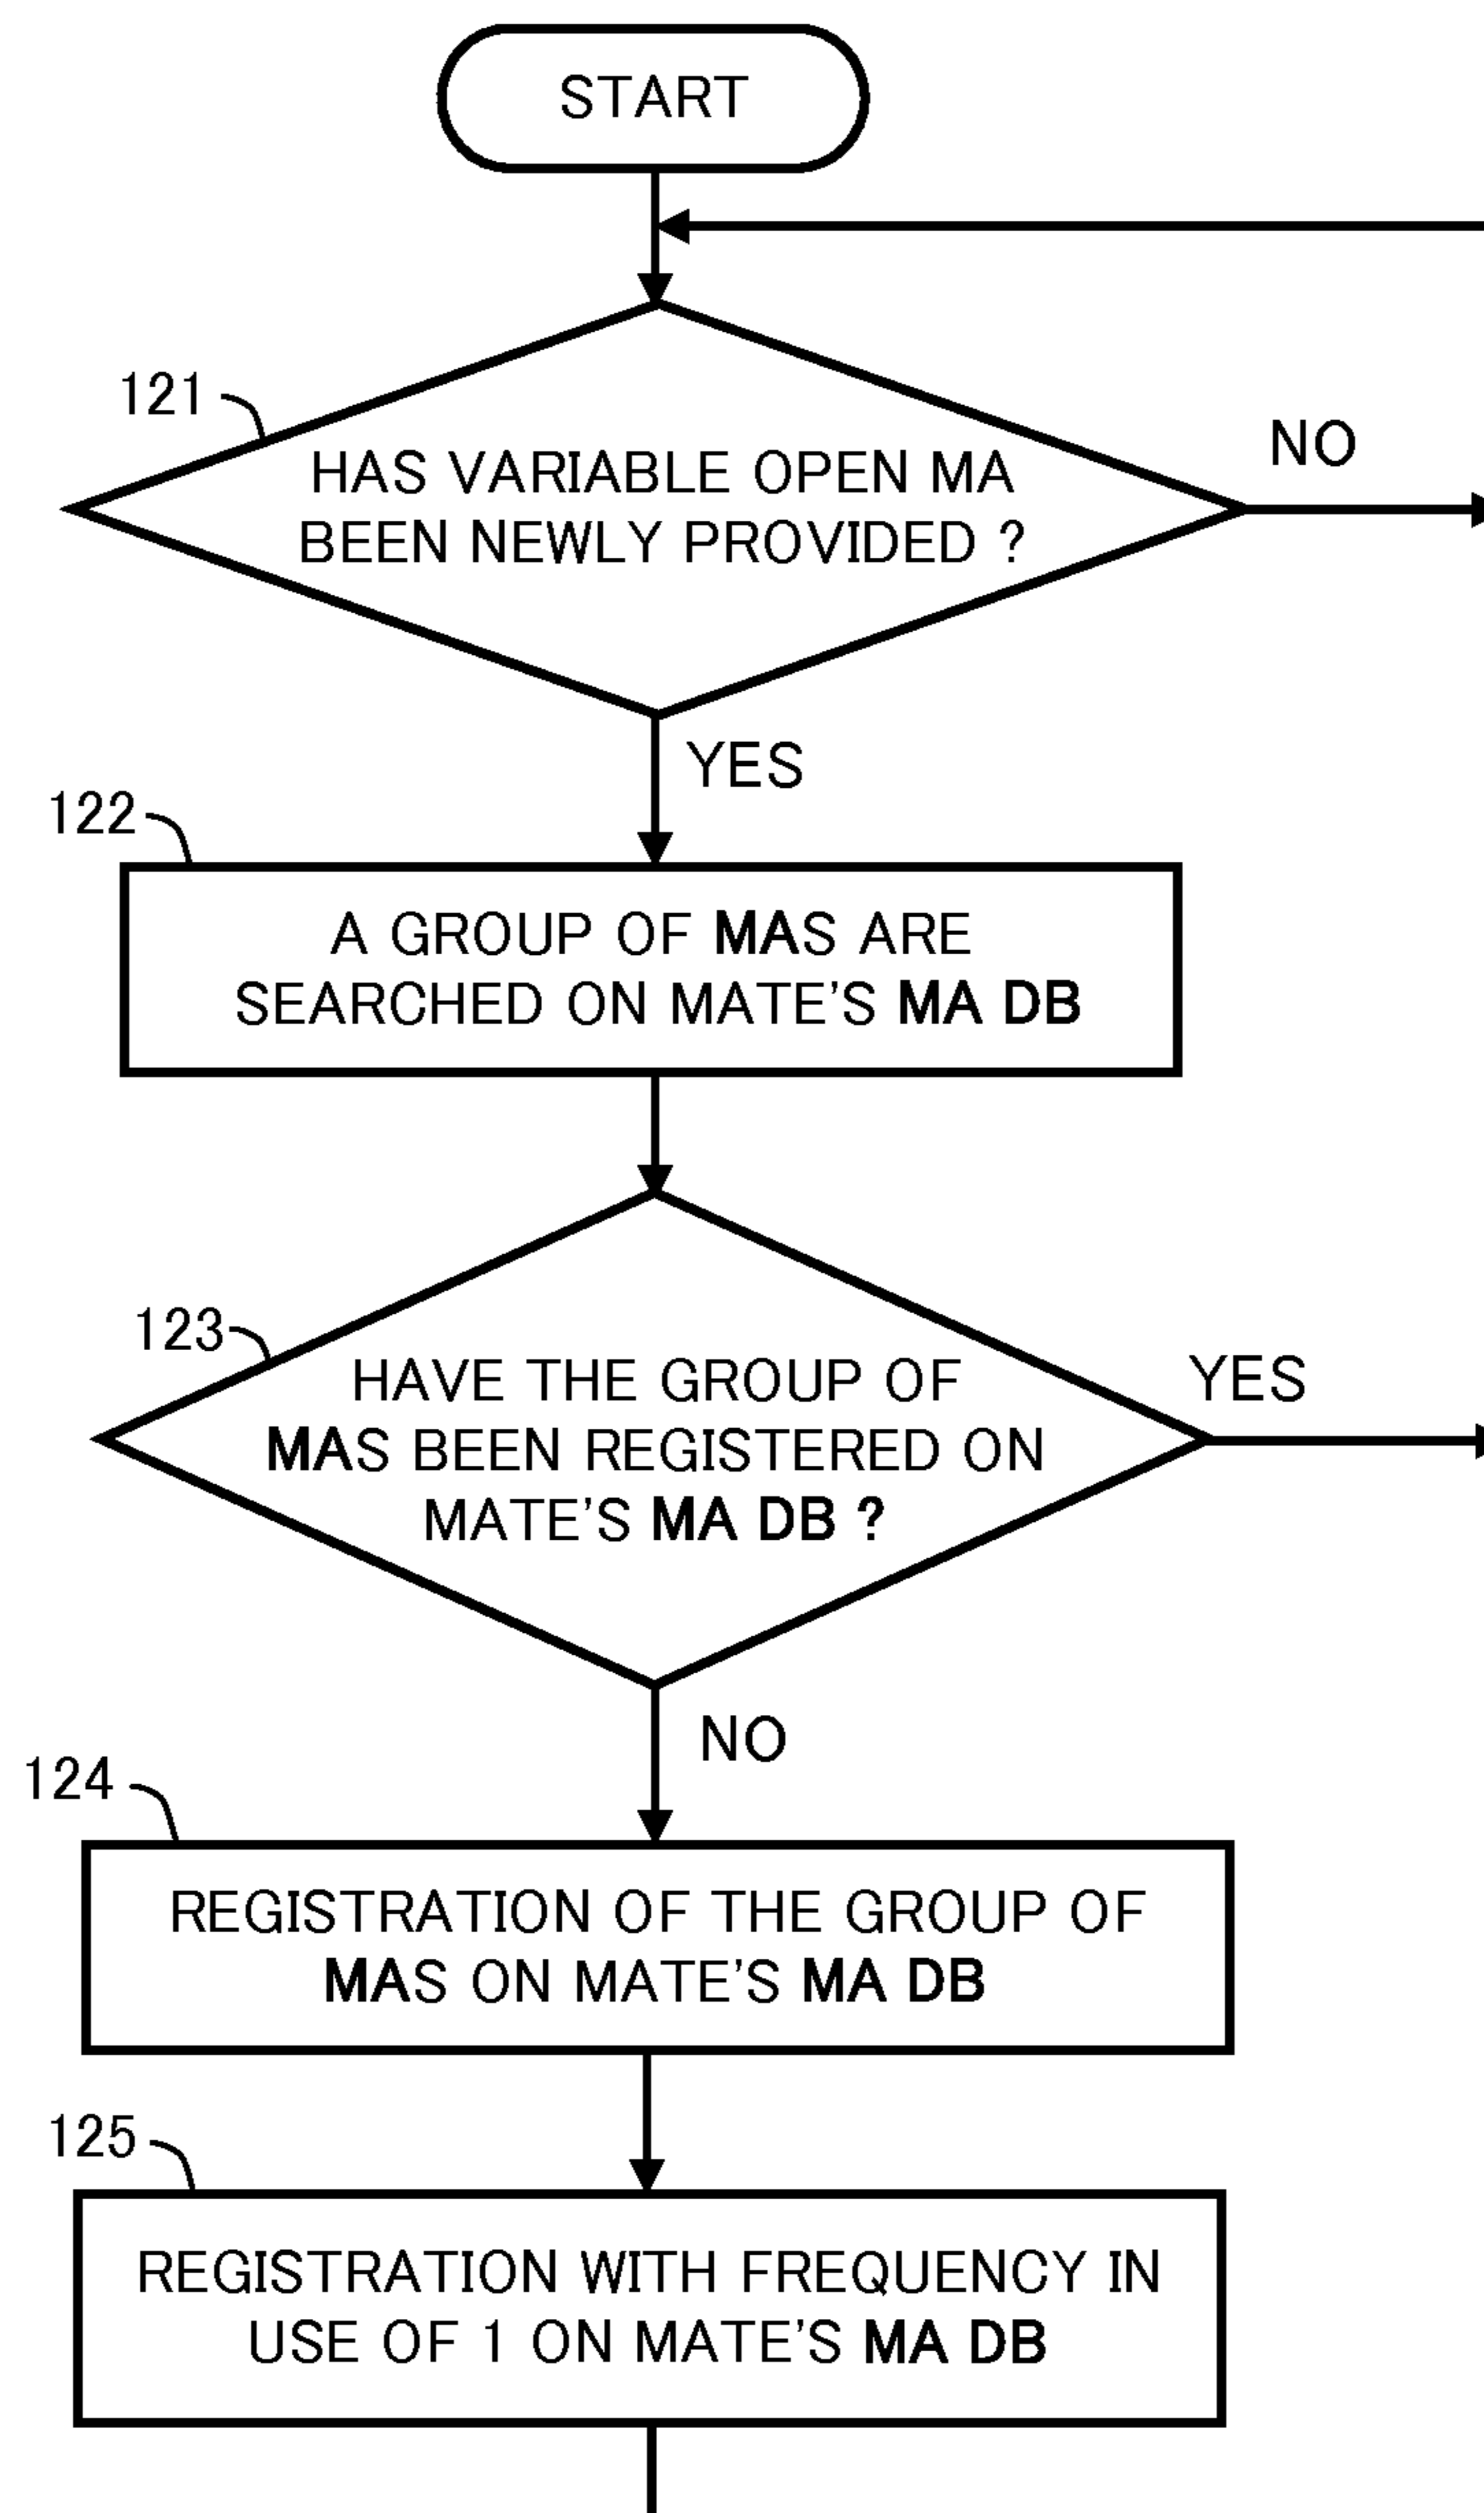 START
121
HAS VARIABLE OPEN MA
BEEN NEWLY PROVIDED ?
NO
YES
122
A GROUP OF MAS ARE
SEARCHED ON MATE'S MA DB
123
HAVE THE GROUP OF
MAS BEEN REGISTERED ON
MATE'S MA DB ?
YES
NO
124
REGISTRATION OF THE GROUP OF
MAS ON MATE'S MA DB
125
REGISTRATION WITH FREQUENCY IN
USE OF 1 ON MATE'S MA DB